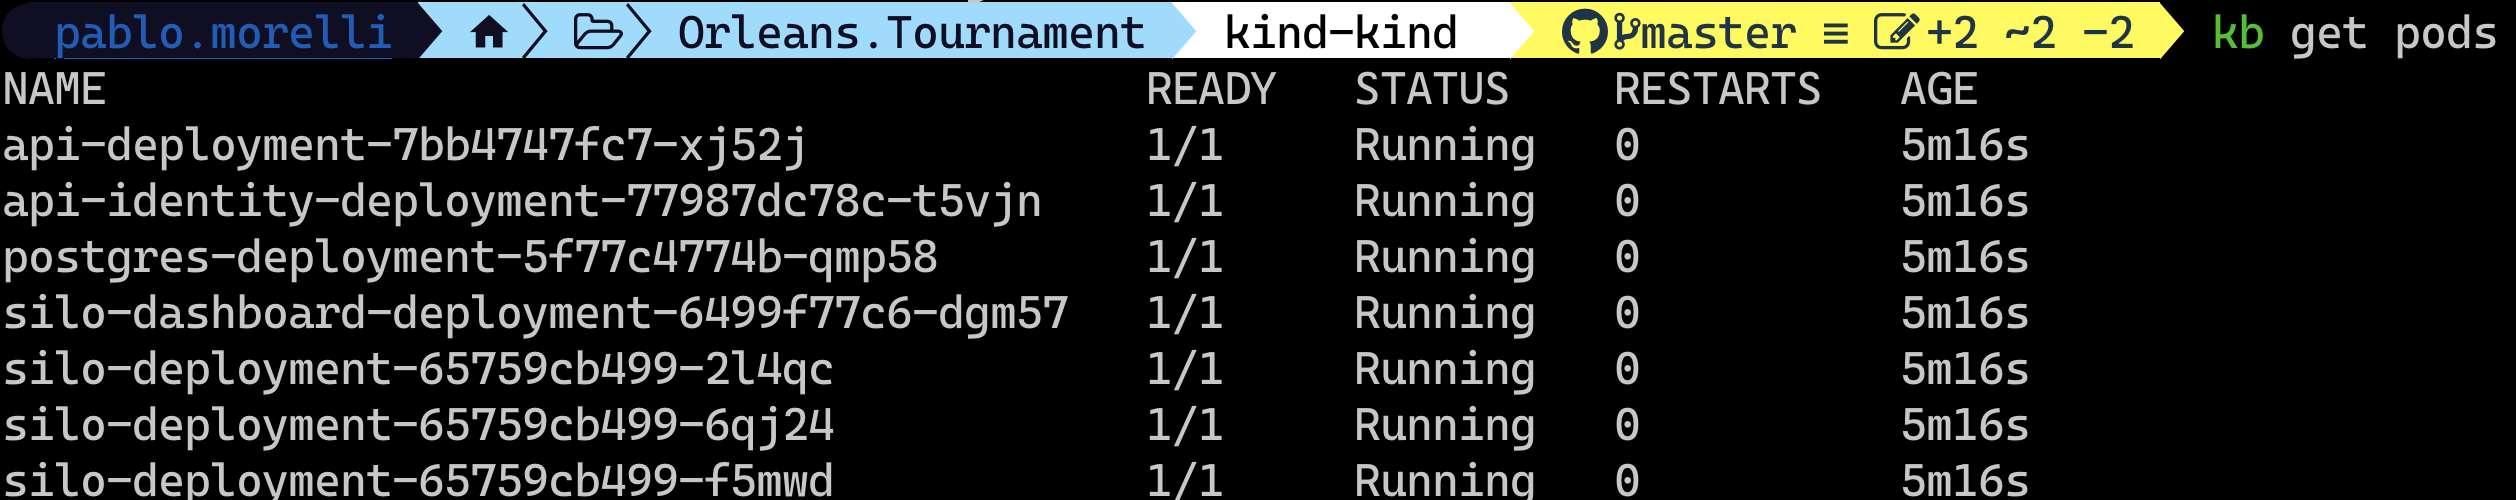 pablo.morelli Orleans.Tournament kind-kind master ≡ +2 ~2 -2 kb get pods
NAME READY STATUS RESTARTS AGE
api-deployment-7bb4747fc7-xj52j 1/1 Running 0 5m16s
api-identity-deployment-77987dc78c-t5vjn 1/1 Running 0 5m16s
postgres-deployment-5f77c4774b-qmp58 1/1 Running 0 5m16s
silo-dashboard-deployment-6499f77c6-dgm57 1/1 Running 0 5m16s
silo-deployment-65759cb499-2l4qc 1/1 Running 0 5m16s
silo-deployment-65759cb499-6qj24 1/1 Running 0 5m16s
silo-deployment-65759cb499-f5mwd 1/1 Running 0 5m16s